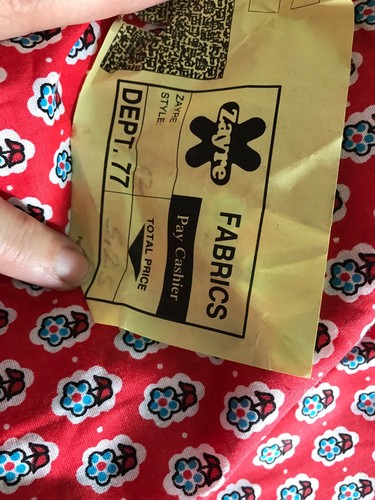 Zayre
FABRICS
Pay Cashier
ZAYRE
STYLE
TOTAL PRICE
DEPT. 77